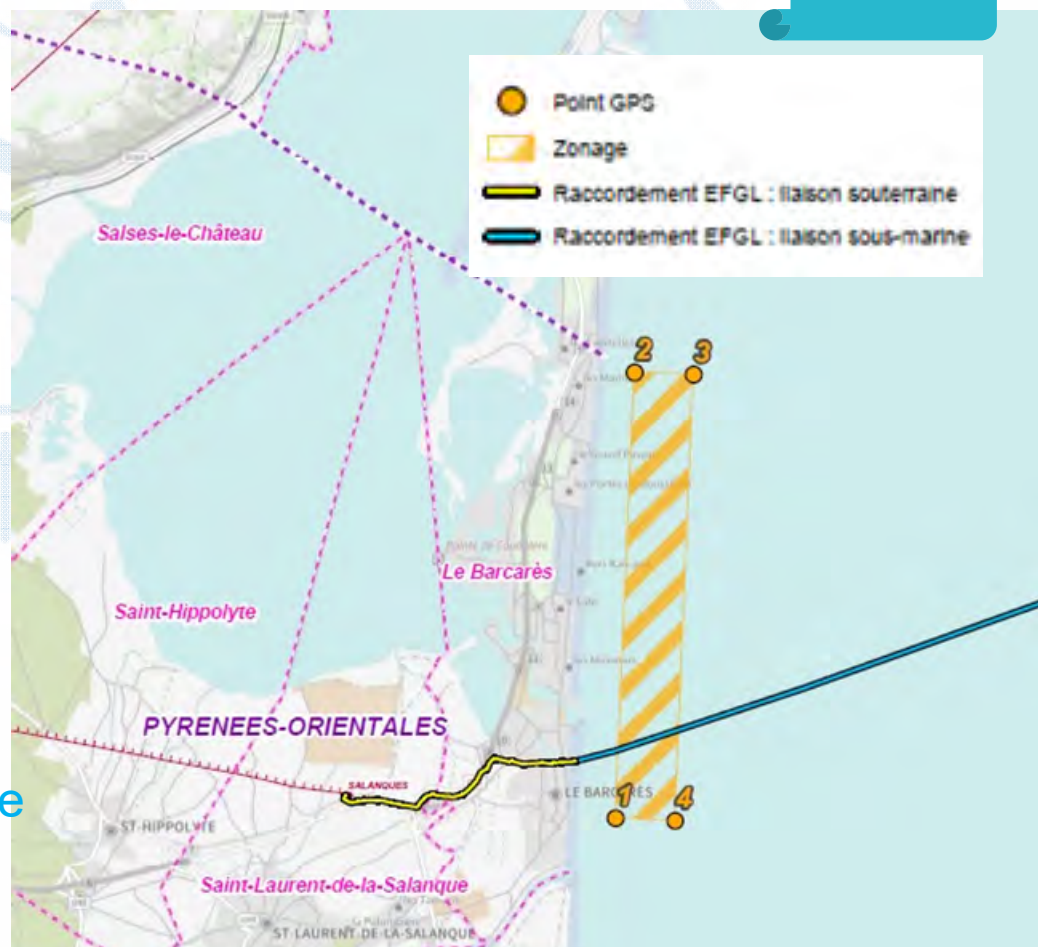 Point GPS
Zonage
Raccordement EFGL : liaison souterraine
Raccordement EFGL : liaison sous-marine
Salses-le-Château
2
3
Le Barcarès
Saint-Hippolyte
PYRENEES-ORIENTALES
SALANQUES
LE BARCARÈS
1
4
e
ST-HIPPOLYTE
Saint-Laurent-de-la-Salanque
ST-LAURENT-DE-LA-SALANQUE